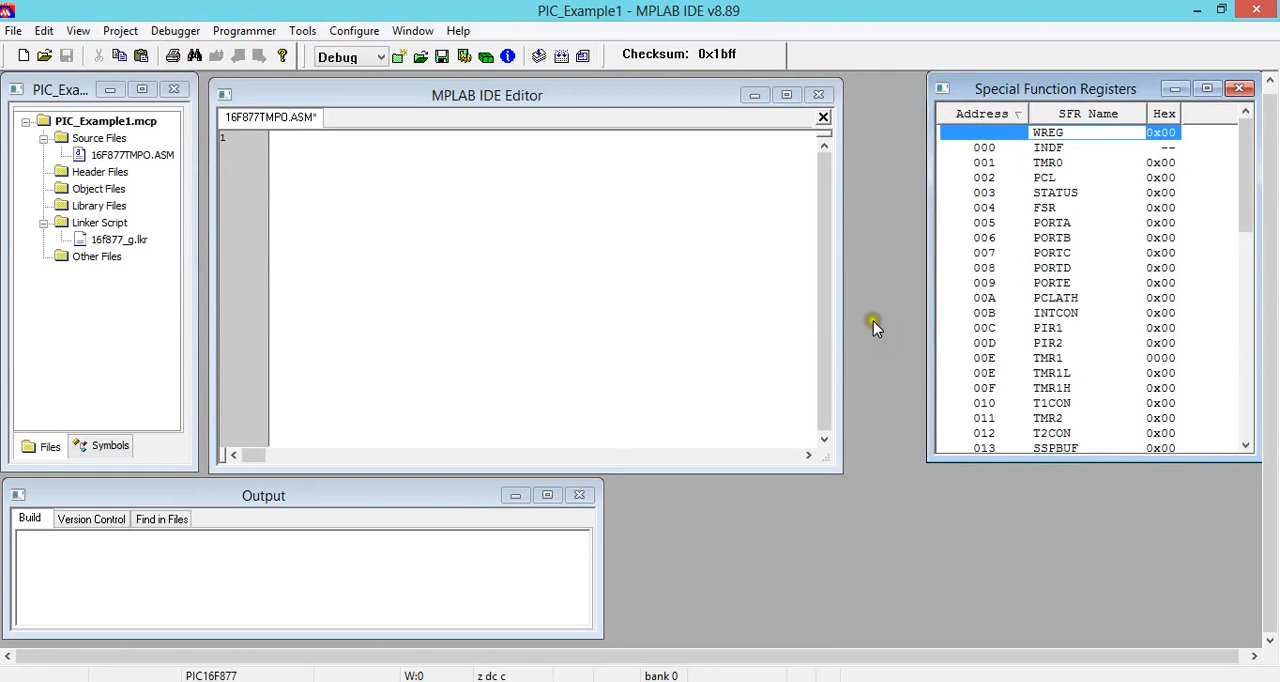 PIC_Example1 - MPLAB IDE v8.89
File Edit View Project Debugger Programmer Tools Configure Window Help
Debug Checksum: 0x1bff
PIC_Exa...
PIC_Example1.mcp
Source Files
16F877TMPO.ASM
Header Files
Object Files
Library Files
Linker Script
16f877_g.lkr
Other Files
Files Symbols
MPLAB IDE Editor
16F877TMPO.ASM*
1
Special Function Registers
Address SFR Name Hex
WREG 0x00
000 INDF --
001 TMR0 0x00
002 PCL 0x00
003 STATUS 0x00
004 FSR 0x00
005 PORTA 0x00
006 PORTB 0x00
007 PORTC 0x00
008 PORTD 0x00
009 PORTE 0x00
00A PCLATH 0x00
00B INTCON 0x00
00C PIR1 0x00
00D PIR2 0x00
00E TMR1 0000
00E TMR1L 0x00
00F TMR1H 0x00
010 T1CON 0x00
011 TMR2 0x00
012 T2CON 0x00
013 SSPBUF 0x00
Output
Build Version Control Find in Files
PIC16F877 W:0 z dc c bank 0